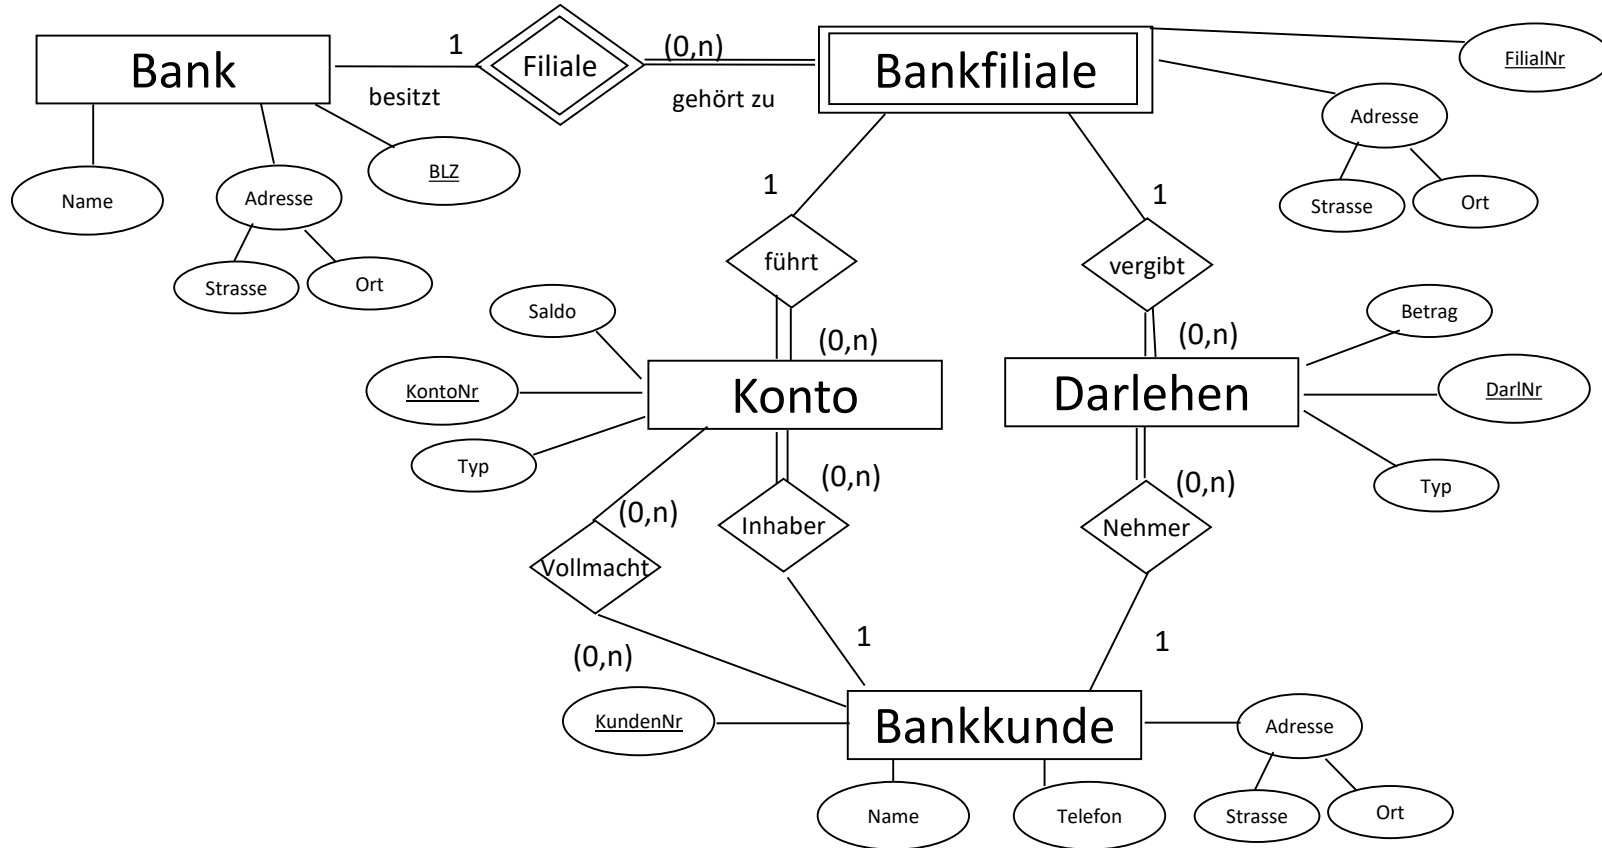 Bank
1
Filiale
(0,n)
Bankfiliale
FilialNr
besitzt
gehört zu
Adresse
Name
Adresse
BLZ
1
1
Strasse
Ort
Strasse
Ort
führt
vergibt
Saldo
(0,n)
(0,n)
Betrag
KontoNr
Konto
Darlehen
DarlNr
Typ
(0,n)
(0,n)
Typ
(0,n)
Inhaber
Nehmer
Vollmacht
(0,n)
1
1
KundenNr
Bankkunde
Adresse
Name
Telefon
Strasse
Ort